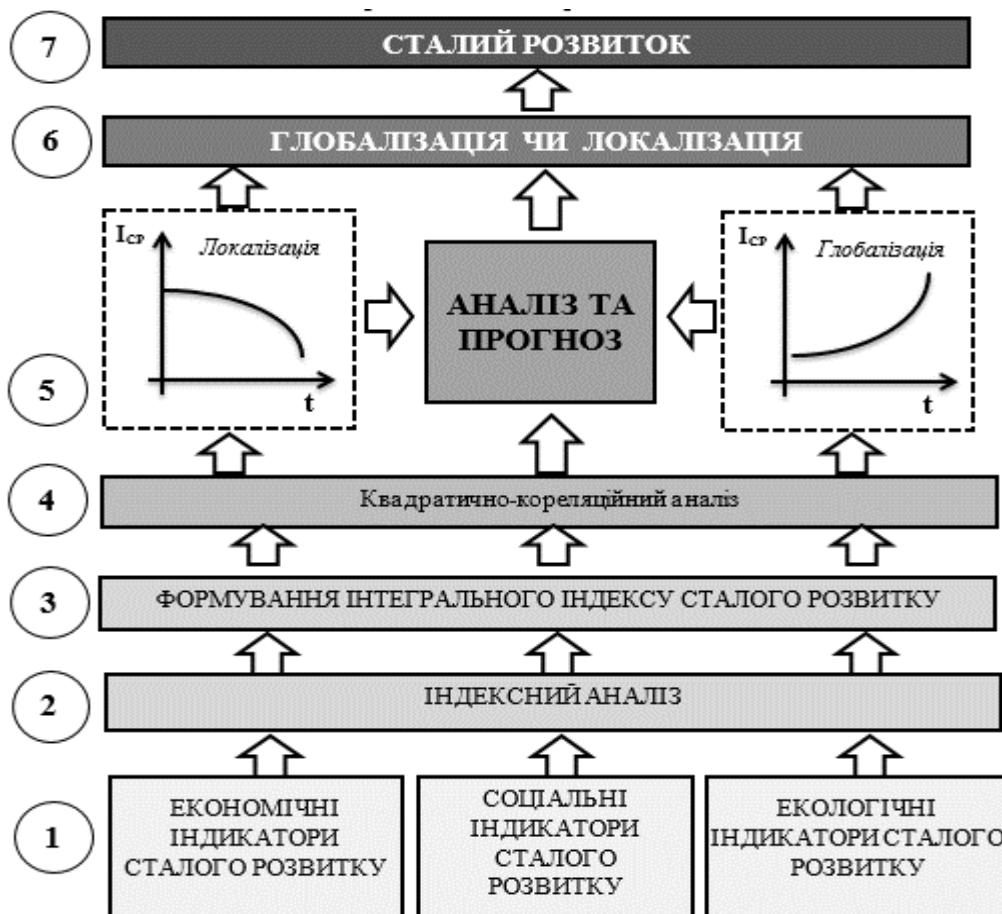 7
СТАЛИЙ РОЗВИТОК
6
ГЛОБАЛІЗАЦІЯ ЧИ ЛОКАЛІЗАЦІЯ
5
Iср
Локалізація
t
АНАЛІЗ ТА
ПРОГНОЗ
Iср
Глобалізація
t
4
Квадратично-кореляційний аналіз
3
ФОРМУВАННЯ ІНТЕГРАЛЬНОГО ІНДЕКСУ СТАЛОГО РОЗВИТКУ
2
ІНДЕКСНИЙ АНАЛІЗ
1
ЕКОНОМІЧНІ
ІНДИКАТОРИ
СТАЛОГО РОЗВИТКУ
СОЦІАЛЬНІ
ІНДИКАТОРИ
СТАЛОГО
РОЗВИТКУ
ЕКОЛОГІЧНІ
ІНДИКАТОРИ СТАЛОГО
РОЗВИТКУ